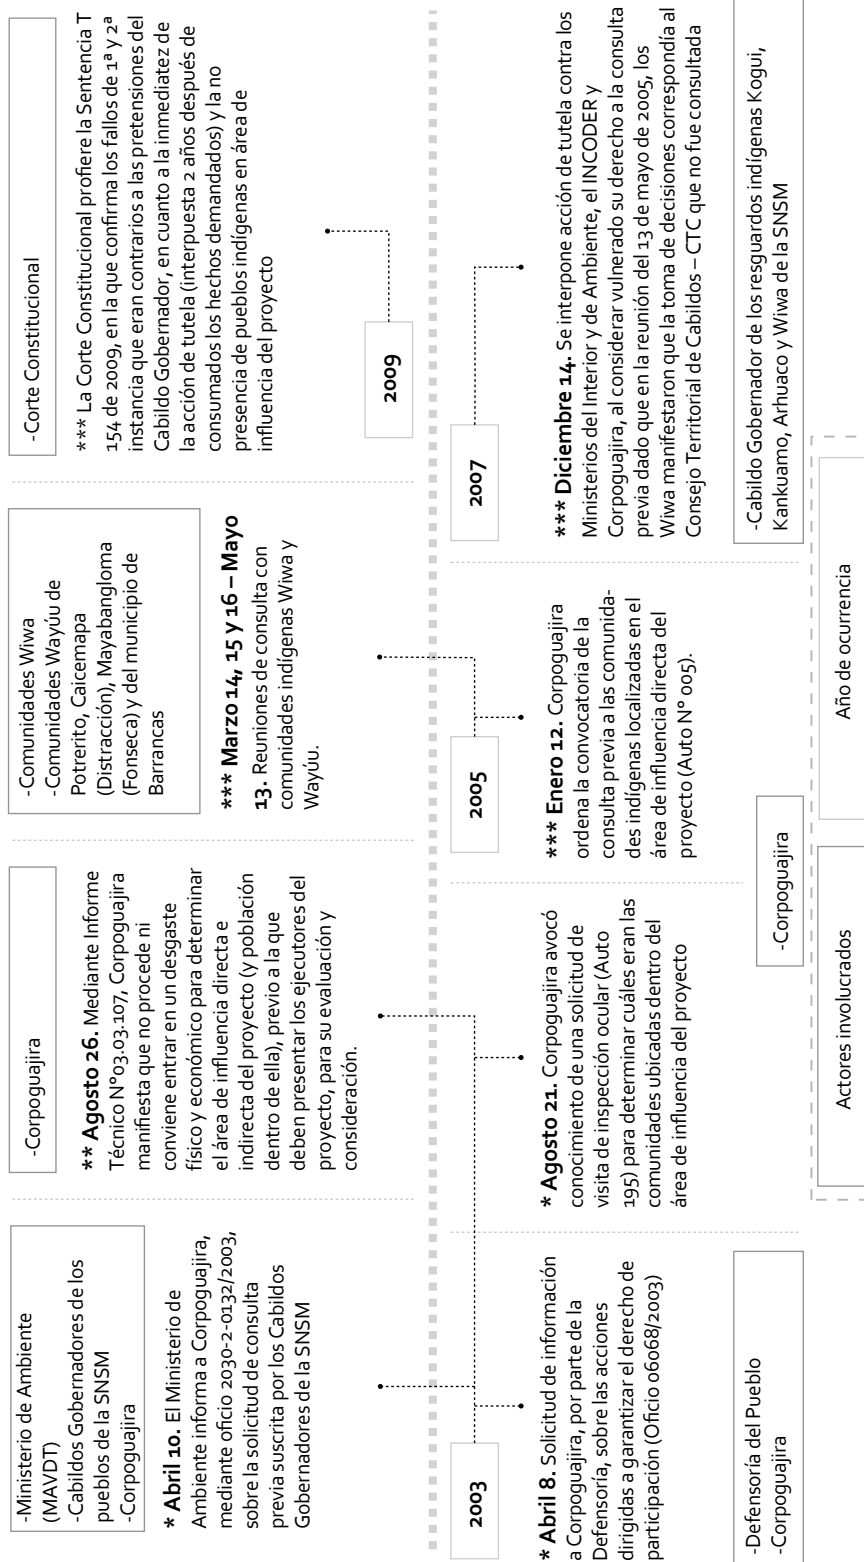 -Ministerio de Ambiente
(MAVDT)
-Cabildos Gobernadores de los
pueblos de la SNSM
-Corpoguajira
* Abril 10. El Ministerio de
Ambiente informa a Corpoguajira,
mediante oficio 2030-2-0132/2003,
sobre la solicitud de consulta
previa suscrita por los Cabildos
Gobernadores de la SNSM
-Corpoguajira
** Agosto 26. Mediante Informe
Técnico N°03.03.107, Corpoguajira
manifiesta que no procede ni
conviene entrar en un desgaste
físico y económico para determinar
el área de influencia directa e
indirecta del proyecto (y población
dentro de ella), previo a la que
deben presentar los ejecutores del
proyecto, para su evaluación y
consideración.
-Comunidades Wiwa
-Comunidades Wayúu de
Potrerito, Caicemapa
(Distracción), Mayabangloma
(Fonseca) y del municipio de
Barrancas
*** Marzo 14, 15 y 16 – Mayo
13. Reuniones de consulta con
comunidades indígenas Wiwa y
Wayúu.
-Corte Constitucional
*** La Corte Constitucional profiere la Sentencia T
154 de 2009, en la que confirma los fallos de 1ª y 2ª
instancia que eran contrarios a las pretensiones del
Cabildo Gobernador, en cuanto a la inmediatez de
la acción de tutela (interpuesta 2 años después de
consumados los hechos demandados) y la no
presencia de pueblos indígenas en área de
influencia del proyecto
2009
2003
2005
2007
* Abril 8. Solicitud de información
a Corpoguajira, por parte de la
Defensoría, sobre las acciones
dirigidas a garantizar el derecho de
participación (Oficio 06068/2003)
-Defensoría del Pueblo
-Corpoguajira
* Agosto 21. Corpoguajira avocó
conocimiento de una solicitud de
visita de inspección ocular (Auto
195) para determinar cuáles eran las
comunidades ubicadas dentro del
área de influencia del proyecto
*** Enero 12. Corpoguajira
ordena la convocatoria de la
consulta previa a las comunida-
des indígenas localizadas en el
área de influencia directa del
proyecto (Auto N° 005).
-Corpoguajira
*** Diciembre 14. Se interpone acción de tutela contra los
Ministerios del Interior y de Ambiente, el INCODER y
Corpoguajira, al considerar vulnerado su derecho a la consulta
previa dado que en la reunión del 13 de mayo de 2005, los
Wiwa manifestaron que la toma de decisiones correspondía al
Consejo Territorial de Cabildos – CTC que no fue consultada
-Cabildo Gobernador de los resguardos indígenas Kogui,
Kankuamo, Arhuaco y Wiwa de la SNSM
Actores involucrados
Año de ocurrencia